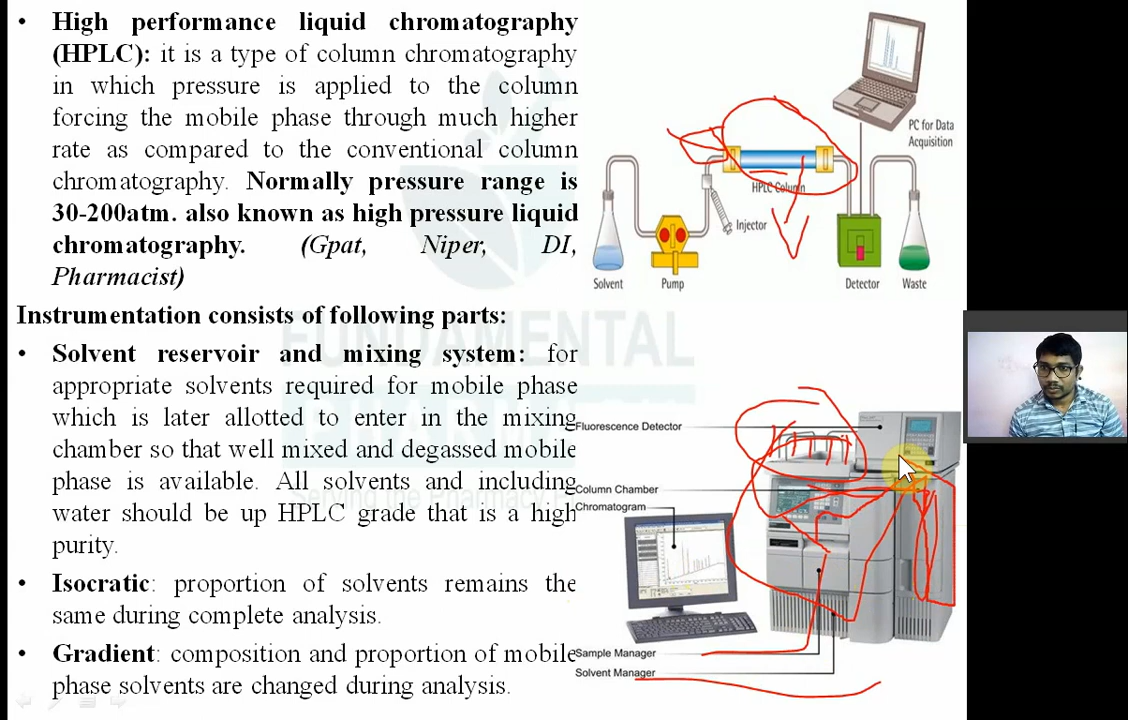 • High performance liquid chromatography
(HPLC): it is a type of column chromatography
in which pressure is applied to the column
forcing the mobile phase through much higher
rate as compared to the conventional column
chromatography. Normally pressure range is
30-200atm. also known as high pressure liquid
chromatography. (Gpat, Niper, DI,
Pharmacist)
Instrumentation consists of following parts:
• Solvent reservoir and mixing system: for
appropriate solvents required for mobile phase
which is later allotted to enter in the mixing
chamber so that well mixed and degassed mobile
phase is available. All solvents and including
water should be up HPLC grade that is a high
purity.
• Isocratic: proportion of solvents remains the
same during complete analysis.
• Gradient: composition and proportion of mobile
phase solvents are changed during analysis.
PC for Data
Acquisition
HPLC Column
Injector
Solvent
Pump
Detector
Waste
Fluorescence Detector
Column Chamber
Chromatogram
Sample Manager
Solvent Manager
FUNDAMENTAL
Serving the Pharmacy